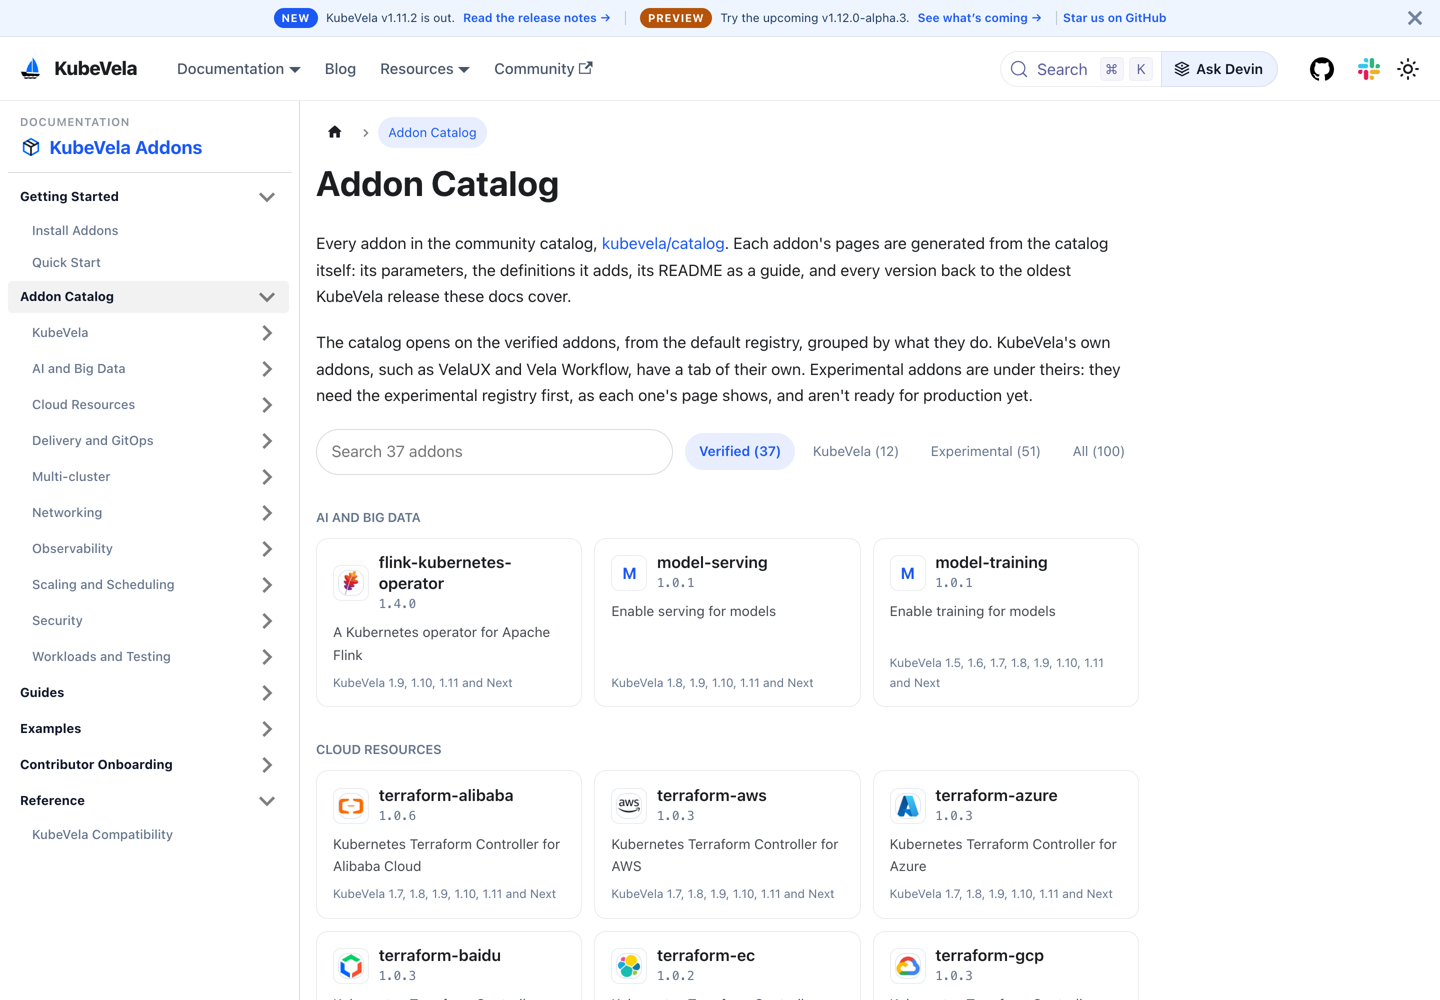 NEW KubeVela v1.11.2 is out. Read the release notes → PREVIEW Try the upcoming v1.12.0-alpha.3. See what's coming → Star us on GitHub
KubeVela Documentation Blog Resources Community Search ⌘ K Ask Devin
DOCUMENTATION
KubeVela Addons
Getting Started
Install Addons
Quick Start
Addon Catalog
KubeVela
AI and Big Data
Cloud Resources
Delivery and GitOps
Multi-cluster
Networking
Observability
Scaling and Scheduling
Security
Workloads and Testing
Guides
Examples
Contributor Onboarding
Reference
KubeVela Compatibility
Addon Catalog
Addon Catalog
Every addon in the community catalog, kubevela/catalog. Each addon's pages are generated from the catalog
itself: its parameters, the definitions it adds, its README as a guide, and every version back to the oldest
KubeVela release these docs cover.
The catalog opens on the verified addons, from the default registry, grouped by what they do. KubeVela's own
addons, such as VelaUX and Vela Workflow, have a tab of their own. Experimental addons are under theirs: they
need the experimental registry first, as each one's page shows, and aren't ready for production yet.
Search 37 addons Verified (37) KubeVela (12) Experimental (51) All (100)
AI AND BIG DATA
flink-kubernetes-
operator
1.4.0
A Kubernetes operator for Apache
Flink
KubeVela 1.9, 1.10, 1.11 and Next
M model-serving
1.0.1
Enable serving for models
KubeVela 1.8, 1.9, 1.10, 1.11 and Next
M model-training
1.0.1
Enable training for models
KubeVela 1.5, 1.6, 1.7, 1.8, 1.9, 1.10, 1.11
and Next
CLOUD RESOURCES
terraform-alibaba
1.0.6
Kubernetes Terraform Controller for
Alibaba Cloud
KubeVela 1.7, 1.8, 1.9, 1.10, 1.11 and Next
aws terraform-aws
1.0.3
Kubernetes Terraform Controller for
AWS
KubeVela 1.7, 1.8, 1.9, 1.10, 1.11 and Next
terraform-azure
1.0.3
Kubernetes Terraform Controller for
Azure
KubeVela 1.7, 1.8, 1.9, 1.10, 1.11 and Next
terraform-baidu
1.0.3
terraform-ec
1.0.2
terraform-gcp
1.0.3